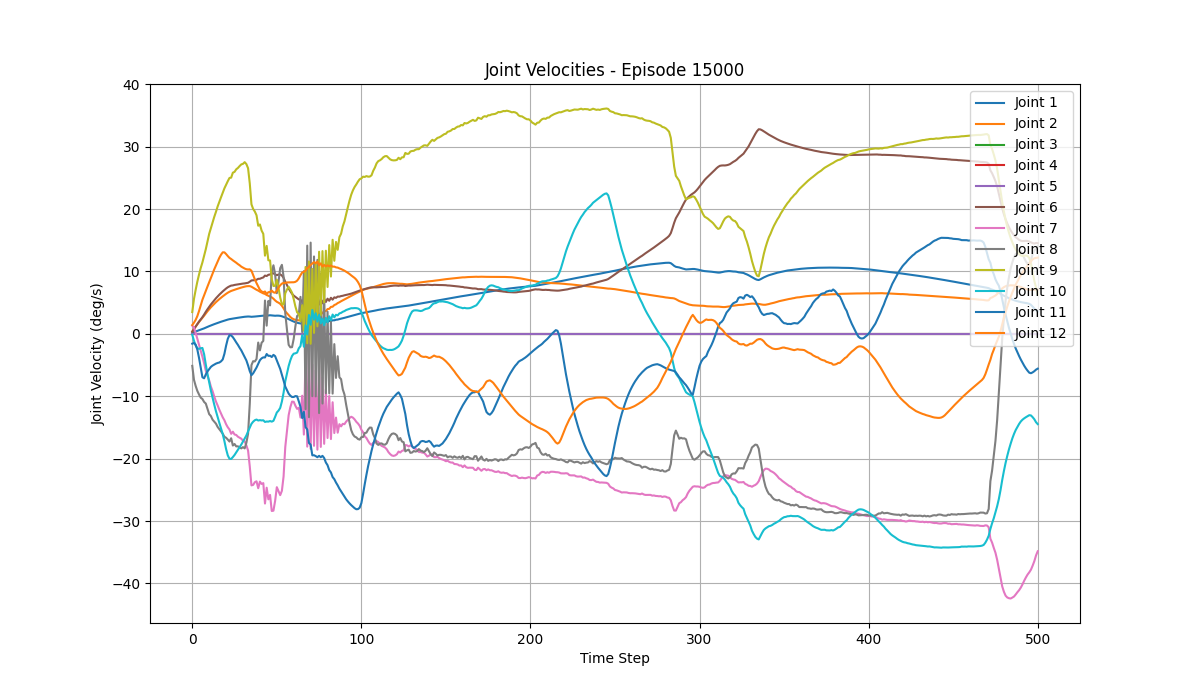 Joint Velocities - Episode 15000
Joint Velocity (deg/s)
40
30
20
10
0
−10
−20
−30
−40
0
100
200
300
400
500
Time Step
Joint 1
Joint 2
Joint 3
Joint 4
Joint 5
Joint 6
Joint 7
Joint 8
Joint 9
Joint 10
Joint 11
Joint 12